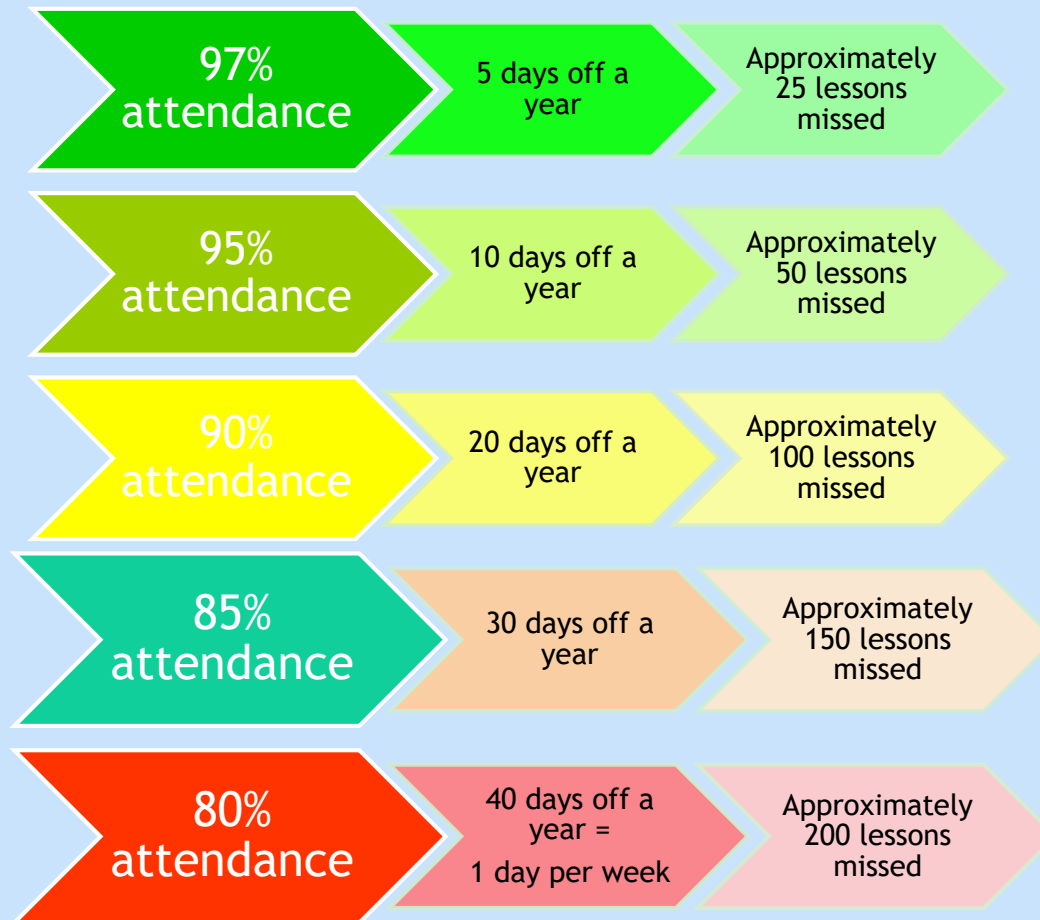 97%
attendance
5 days off a
year
Approximately
25 lessons
missed
95%
attendance
10 days off a
year
Approximately
50 lessons
missed
90%
attendance
20 days off a
year
Approximately
100 lessons
missed
85%
attendance
30 days off a
year
Approximately
150 lessons
missed
80%
attendance
40 days off a
year =
1 day per week
Approximately
200 lessons
missed